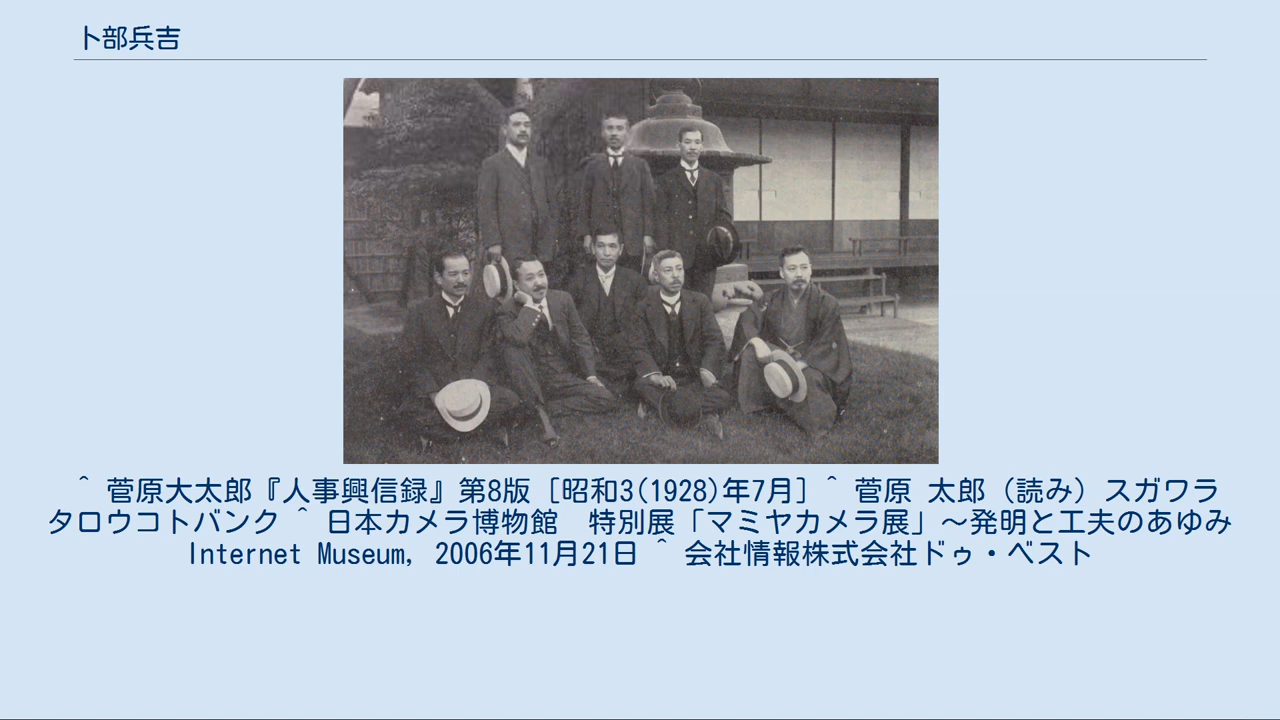 卜部兵吉
^ 菅原大太郎『人事興信録』第8版 [昭和3(1928)年7月] ^ 菅原 太郎 (読み) スガワラ
タロウコトバンク ^ 日本カメラ博物館　特別展「マミヤカメラ展」～発明と工夫のあゆみ
Internet Museum, 2006年11月21日 ^ 会社情報株式会社ドゥ・ベスト